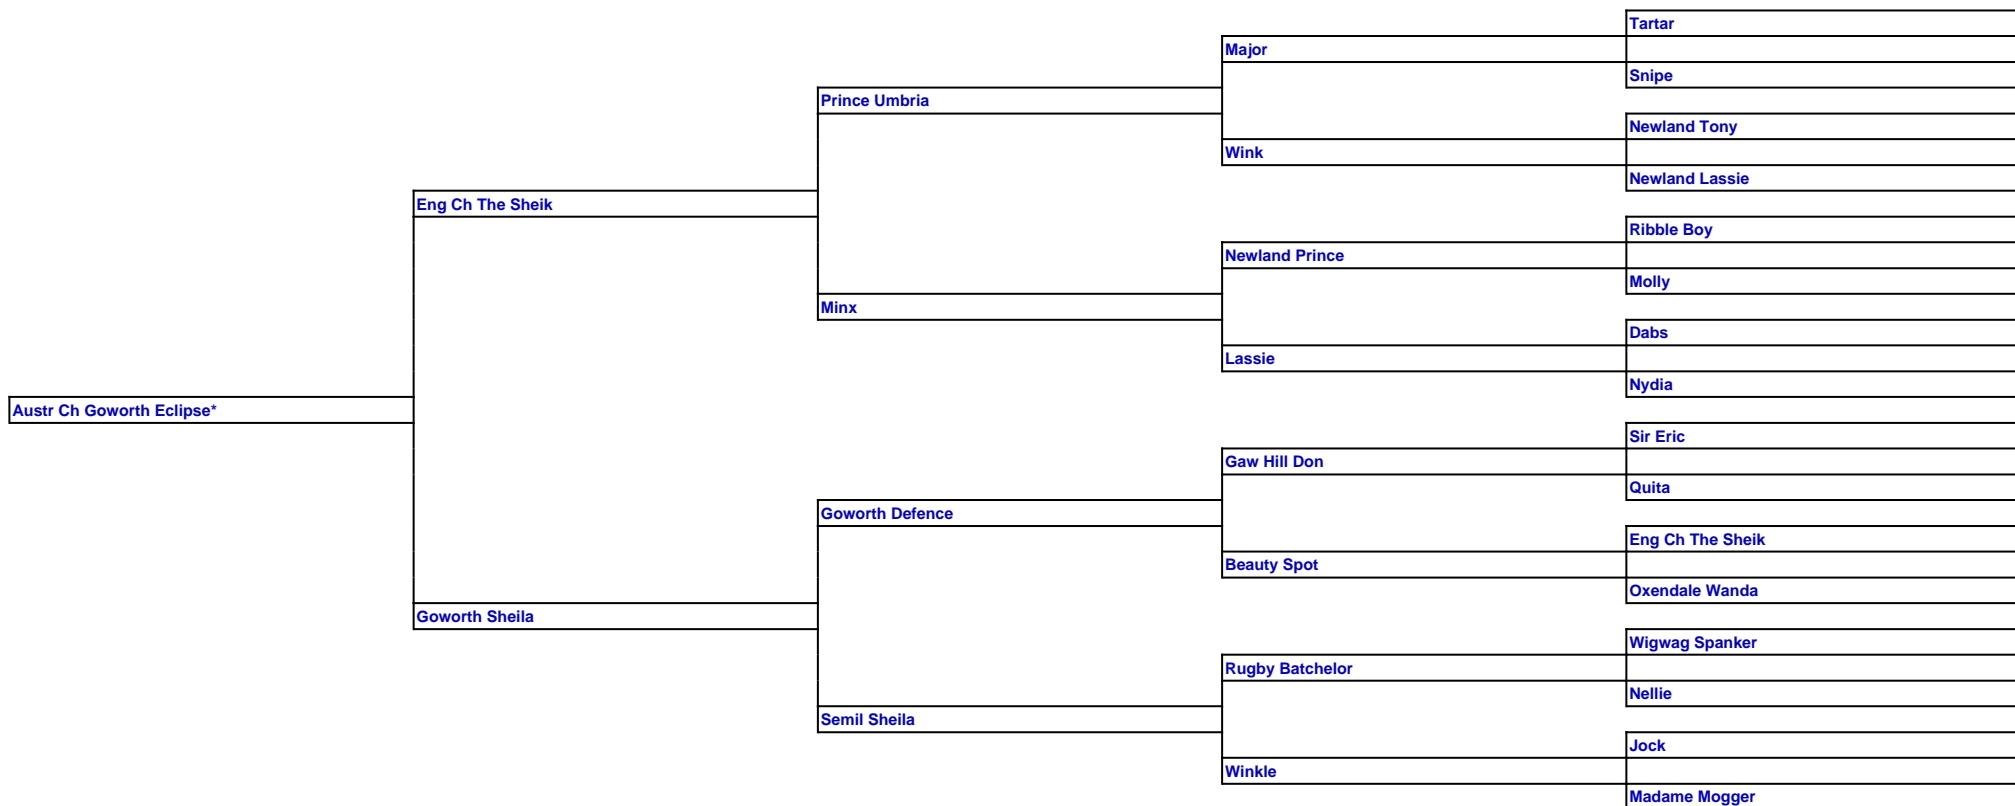 Tartar
Major
Snipe
Prince Umbria
Newland Tony
Wink
Newland Lassie
Eng Ch The Sheik
Ribble Boy
Newland Prince
Molly
Minx
Dabs
Lassie
Nydia
Austr Ch Goworth Eclipse*
Sir Eric
Gaw Hill Don
Quita
Goworth Defence
Eng Ch The Sheik
Beauty Spot
Oxendale Wanda
Goworth Sheila
Wigwag Spanker
Rugby Batchelor
Nellie
Semil Sheila
Jock
Winkle
Madame Mogger